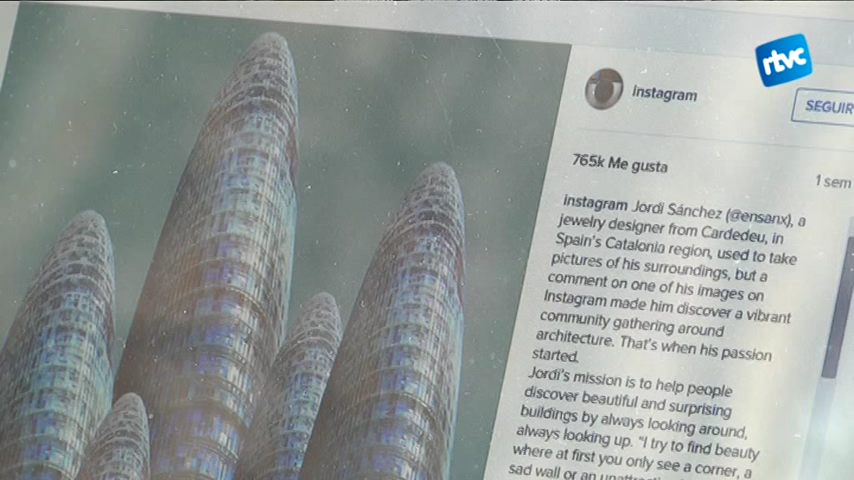 rtvc
instagram
SEGUIR
765k Me gusta
1 sem
instagram Jordi Sánchez (@ensanx), a
jewelry designer from Cardedeu, in
Spain's Catalonia region, used to take
pictures of his surroundings, but a
comment on one of his images on
Instagram made him discover a vibrant
community gathering around
architecture. That's when his passion
started.
Jordi's mission is to help people
discover beautiful and surprising
buildings by always looking around,
always looking up. "I try to find beauty
where at first you only see a corner, a
sad wall or an